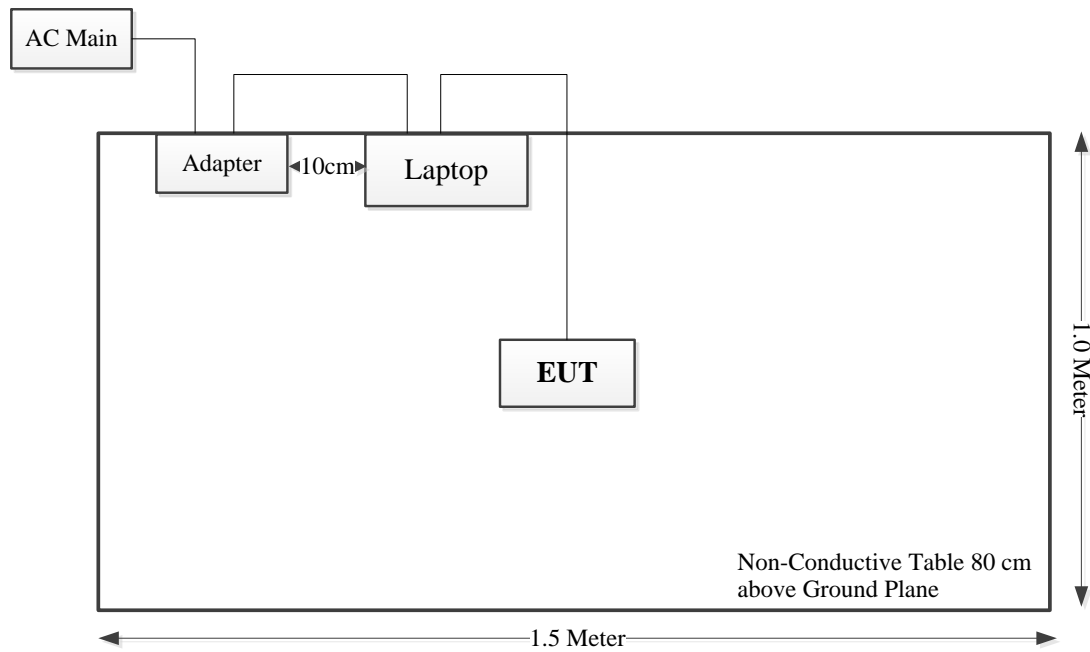 AC Main
Adapter
10cm
Laptop
EUT
1.0 Meter
Non-Conductive Table 80 cm
above Ground Plane
1.5 Meter